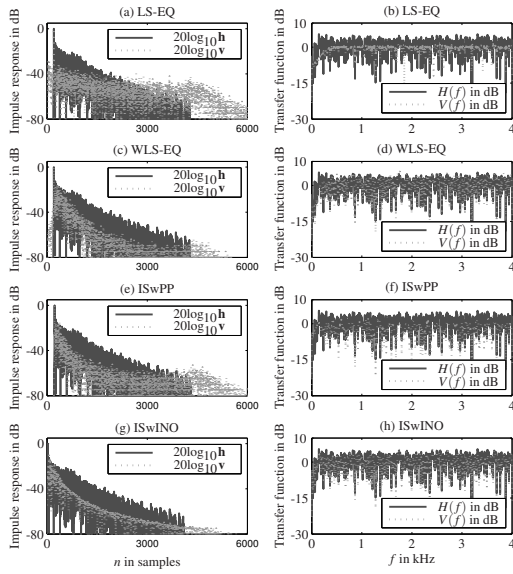 (a) LS-EQ
Impulse response in dB
0
-40
-80
20log10h
20log10v
0
3000
6000
(b) LS-EQ
Transfer function in dB
15
0
-15
-30
H(f) in dB
V(f) in dB
0
1
2
3
4
(c) WLS-EQ
Impulse response in dB
0
-40
-80
20log10h
20log10v
0
3000
6000
(d) WLS-EQ
Transfer function in dB
15
0
-15
-30
H(f) in dB
V(f) in dB
0
1
2
3
4
(e) ISwPP
Impulse response in dB
0
-40
-80
20log10h
20log10v
0
3000
6000
(f) ISwPP
Transfer function in dB
15
0
-15
-30
H(f) in dB
V(f) in dB
0
1
2
3
4
(g) ISwINO
Impulse response in dB
0
-40
-80
20log10h
20log10v
0
3000
6000
n in samples
(h) ISwINO
Transfer function in dB
15
0
-15
-30
H(f) in dB
V(f) in dB
0
1
2
3
4
f in kHz